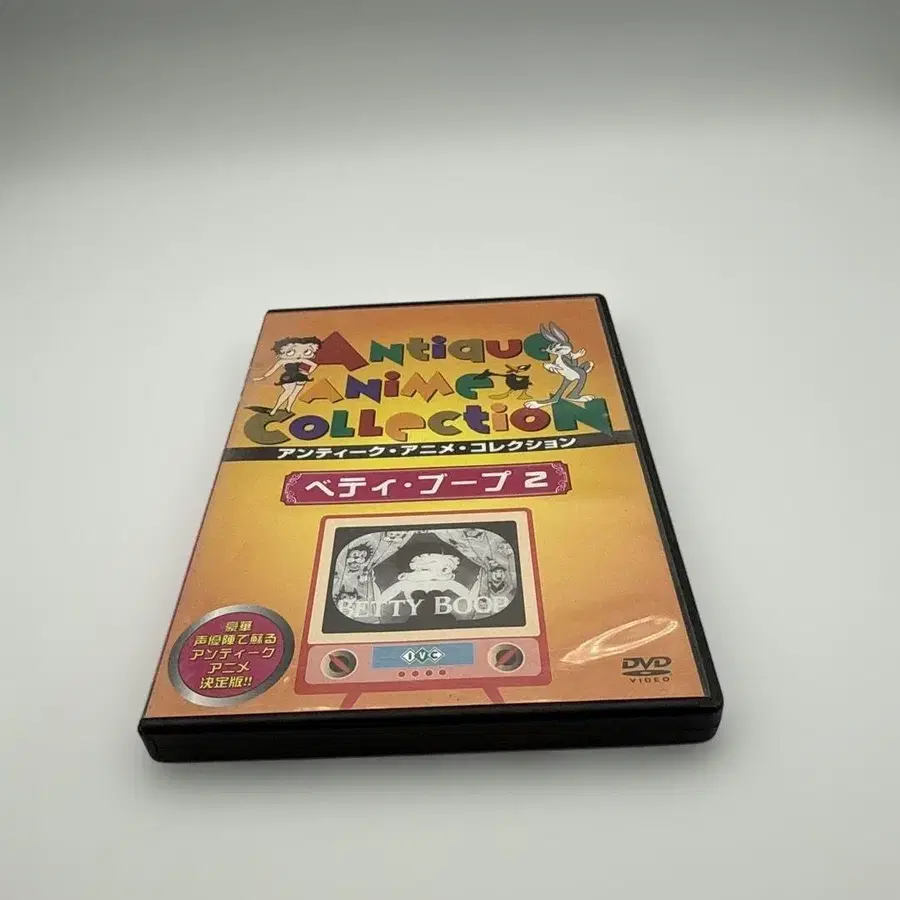 Antique
Anime
Collection
アンティーク・アニメ・コレクション
ベティ・ブープ 2
BETTY BOOP
IVC
豪華
声優陣で蘇る
アンティーク
アニメ
決定版!!
DVD
VIDEO